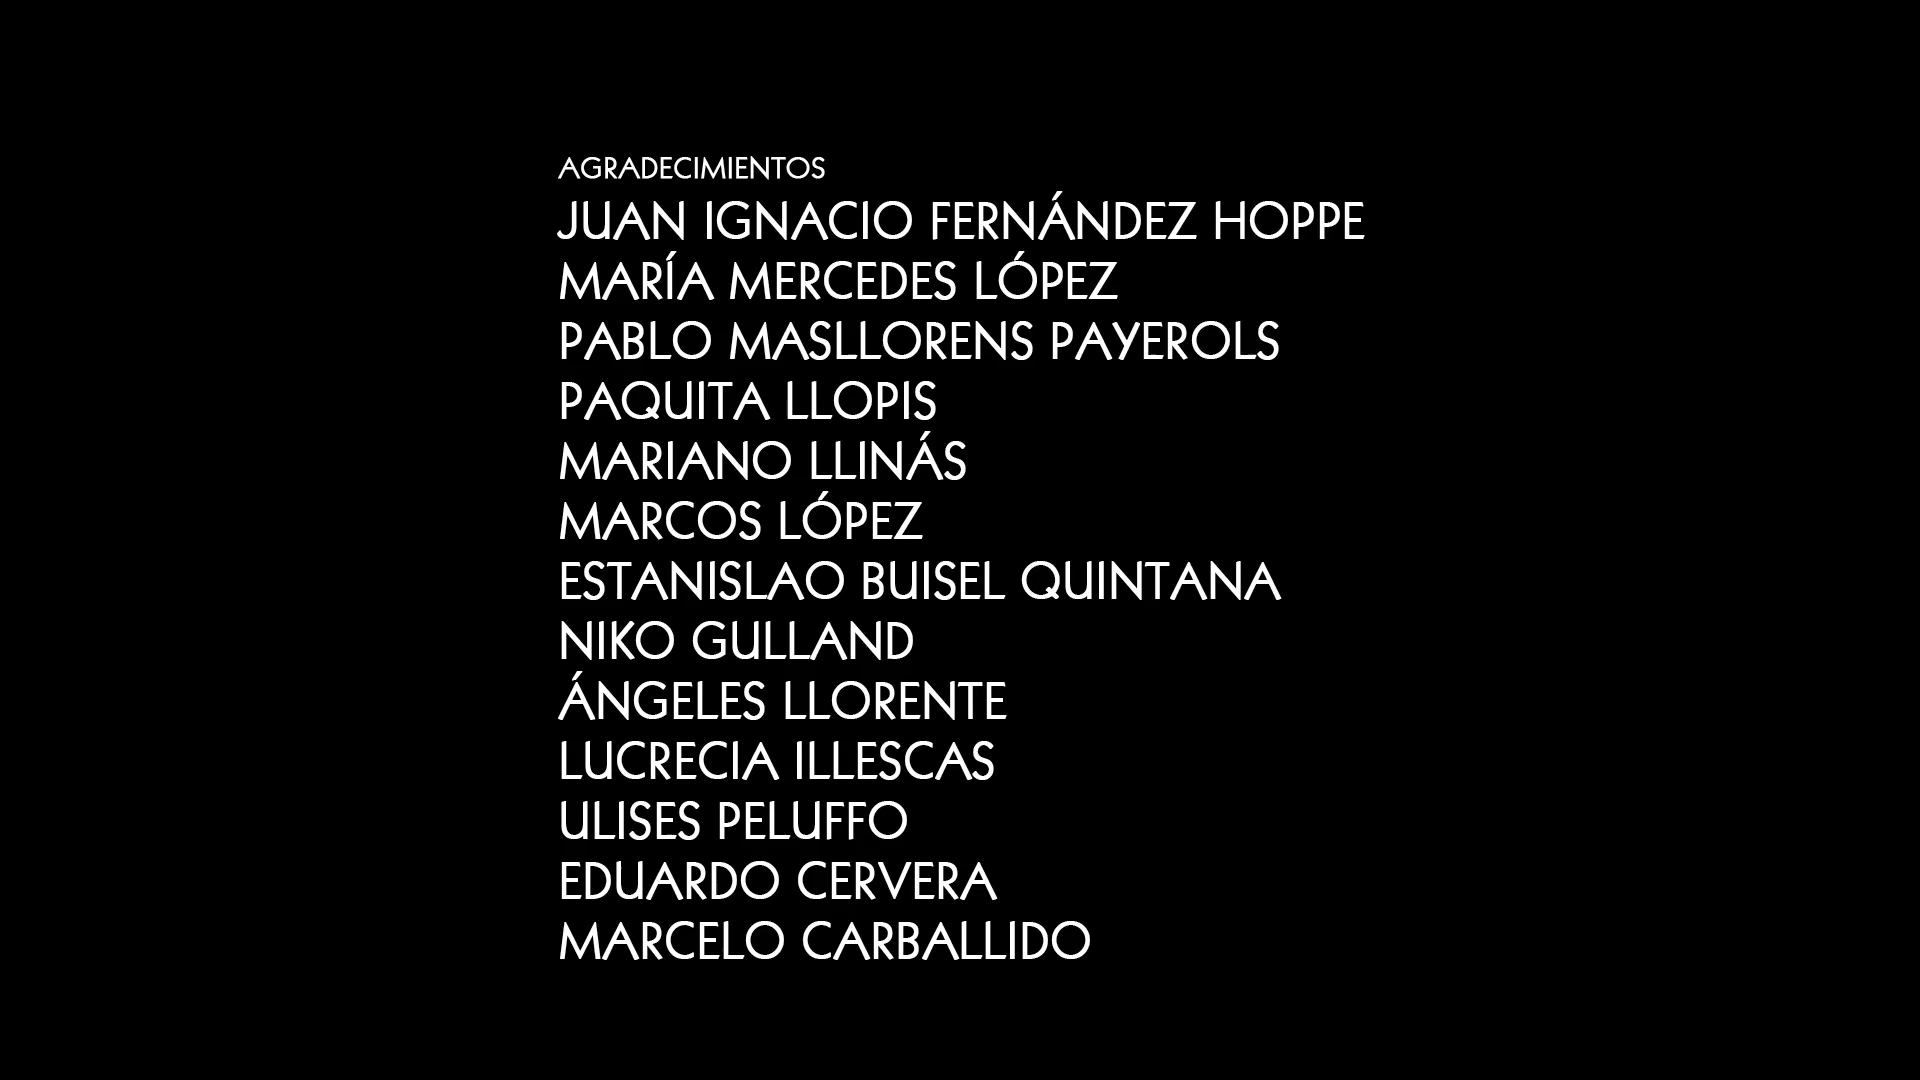 AGRADECIMIENTOS
JUAN IGNACIO FERNÁNDEZ HOPPE
MARÍA MERCEDES LÓPEZ
PABLO MASLLORENS PAYEROLS
PAQUITA LLOPIS
MARIANO LLINÁS
MARCOS LÓPEZ
ESTANISLAO BUISEL QUINTANA
NIKO GULLAND
ÁNGELES LLORENTE
LUCRECIA ILLESCAS
ULISES PELUFFO
EDUARDO CERVERA
MARCELO CARBALLIDO